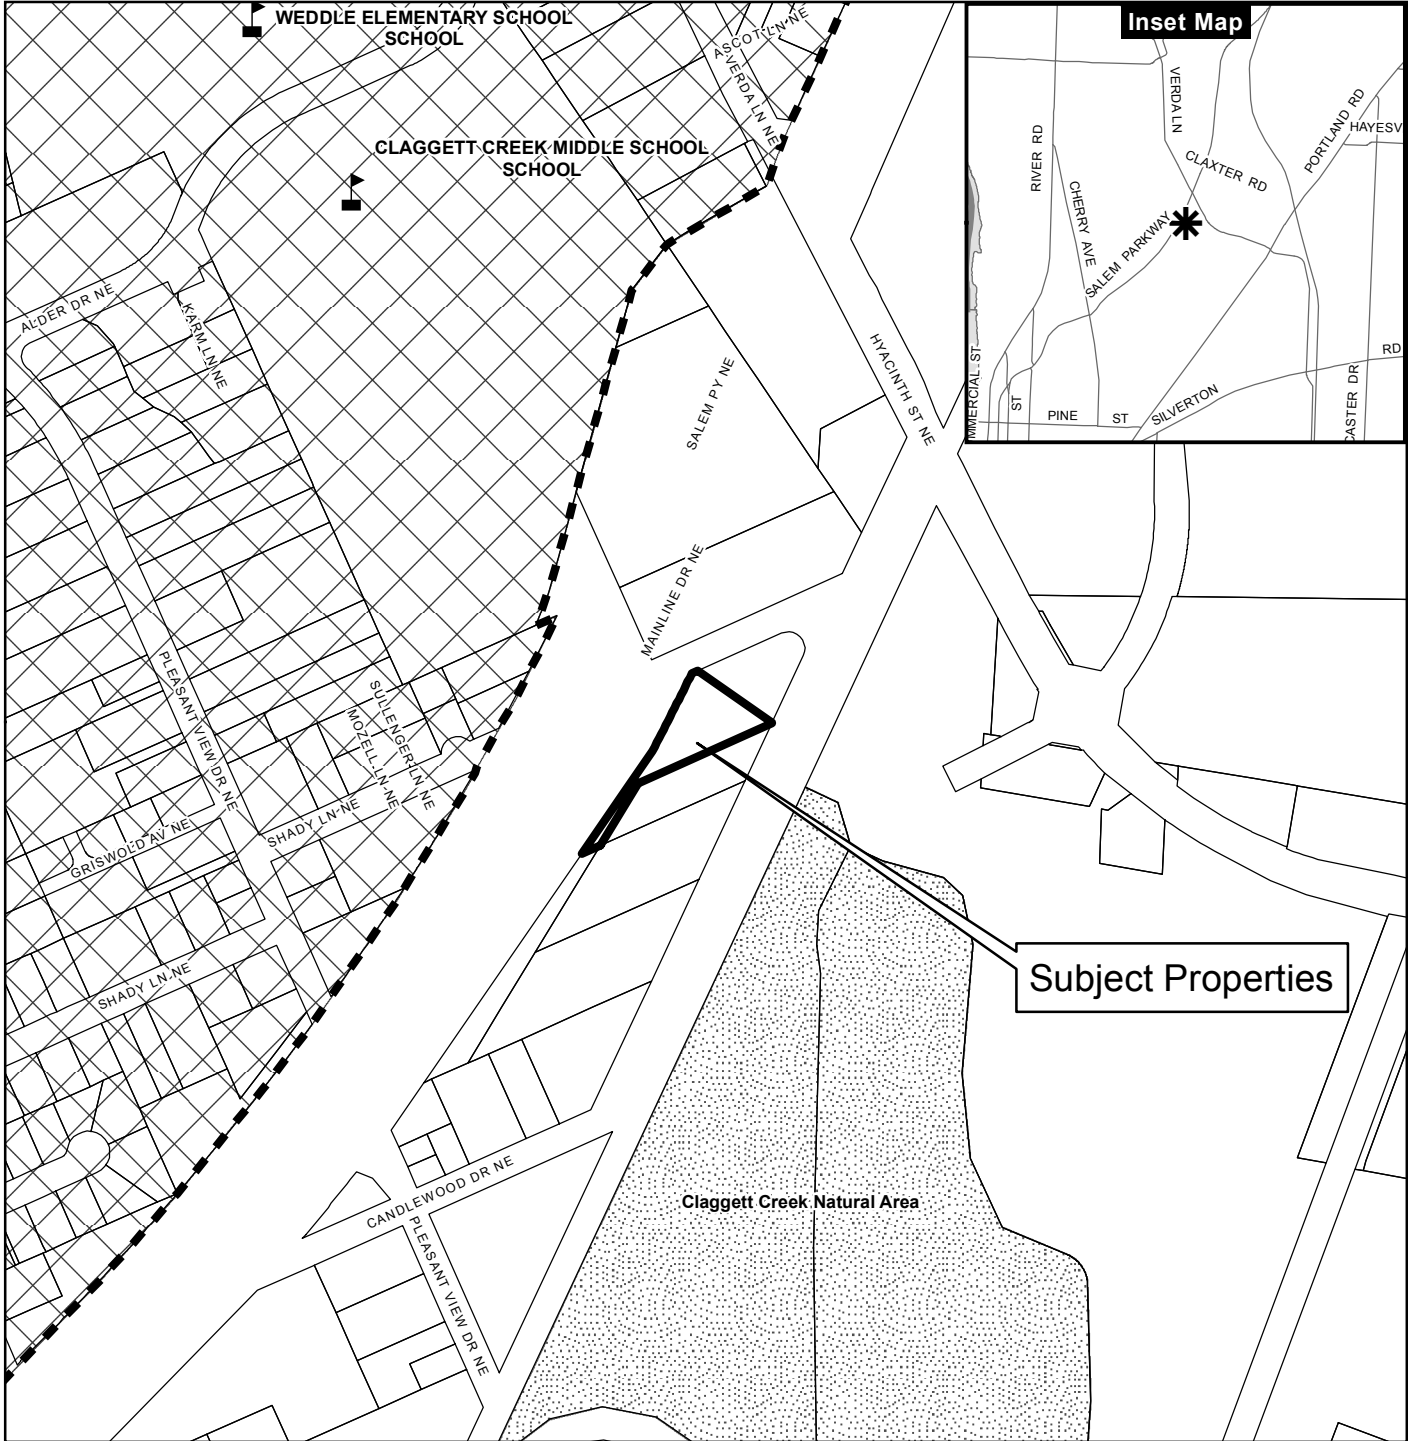 WEDDLE ELEMENTARY SCHOOL
SCHOOL
ASCOT LN NE
VERDA LN NE
CLAGGETT CREEK MIDDLE SCHOOL
SCHOOL
ALDER DR NE
KARM LN NE
HYACINTH ST NE
SALEM PY NE
MAINLINE DR NE
PLEASANT VIEW DR NE
SULLENGER LN NE
MOZELL LN NE
SHADY LN NE
GRISWOLD AV NE
SHADY LN NE
Subject Properties
CANDLEWOOD DR NE
PLEASANT VIEW DR NE
Claggett Creek Natural Area
Inset Map
VERDA LN
PORTLAND RD
HAYESV
RIVER RD
CLAXTER RD
CHERRY AVE
SALEM PARKWAY
MMERCIAL ST
ST
PINE ST
SILVERTON RD
CASTER DR